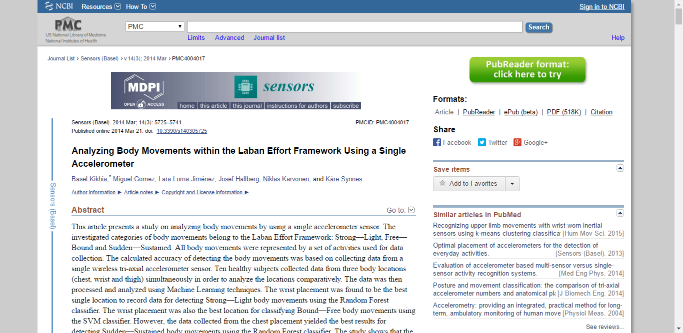 NCBI Resources How To Sign in to NCBI
PMC
US National Library of Medicine
National Institutes of Health
PMC
Search
Limits Advanced Journal list
Help
Journal List > Sensors (Basel) > v.14(3); 2014 Mar > PMC4004017
MDPI
OPEN ACCESS
sensors
home | this article | this journal | instructions for authors | subscribe
Sensors (Basel)
Sensors (Basel). 2014 Mar; 14(3): 5725–5741.
PMCID: PMC4004017
Published online 2014 Mar 21. doi: 10.3390/s140305725
Analyzing Body Movements within the Laban Effort Framework Using a Single
Accelerometer
Basel Kikhia,* Miguel Gomez, Lara Lorna Jiménez, Josef Hallberg, Niklas Karvonen, and Kåre Synnes
Author information ► Article notes ► Copyright and License information ►
Abstract
Go to:
This article presents a study on analyzing body movements by using a single accelerometer sensor. The
investigated categories of body movements belong to the Laban Effort Framework: Strong—Light, Free—
Bound and Sudden—Sustained. All body movements were represented by a set of activities used for data
collection. The calculated accuracy of detecting the body movements was based on collecting data from a
single wireless tri-axial accelerometer sensor. Ten healthy subjects collected data from three body locations
(chest, wrist and thigh) simultaneously in order to analyze the locations comparatively. The data was then
processed and analyzed using Machine Learning techniques. The wrist placement was found to be the best
single location to record data for detecting Strong—Light body movements using the Random Forest
classifier. The wrist placement was also the best location for classifying Bound—Free body movements using
the SVM classifier. However, the data collected from the chest placement yielded the best results for
detecting Sudden—Sustained body movements using the Random Forest classifier. The study shows that the
PubReader format:
click here to try
Formats:
Article | PubReader | ePub (beta) | PDF (518K) | Citation
Share
Facebook Twitter Google+
Save items
Add to Favorites
Similar articles in PubMed
Recognizing upper limb movements with wrist worn inertial
sensors using k means clustering classifica [Hum Mov Sci. 2015]
Optimal placement of accelerometers for the detection of
everyday activities. [Sensors (Basel). 2013]
Evaluation of accelerometer based multi-sensor versus single-
sensor activity recognition systems. [Med Eng Phys. 2014]
Posture and movement classification: the comparison of tri-axial
accelerometer numbers and anatomical pl [J Biomech Eng. 2014]
Accelerometry: providing an integrated, practical method for long-
term, ambulatory monitoring of human move [Physiol Meas. 2004]
See reviews...